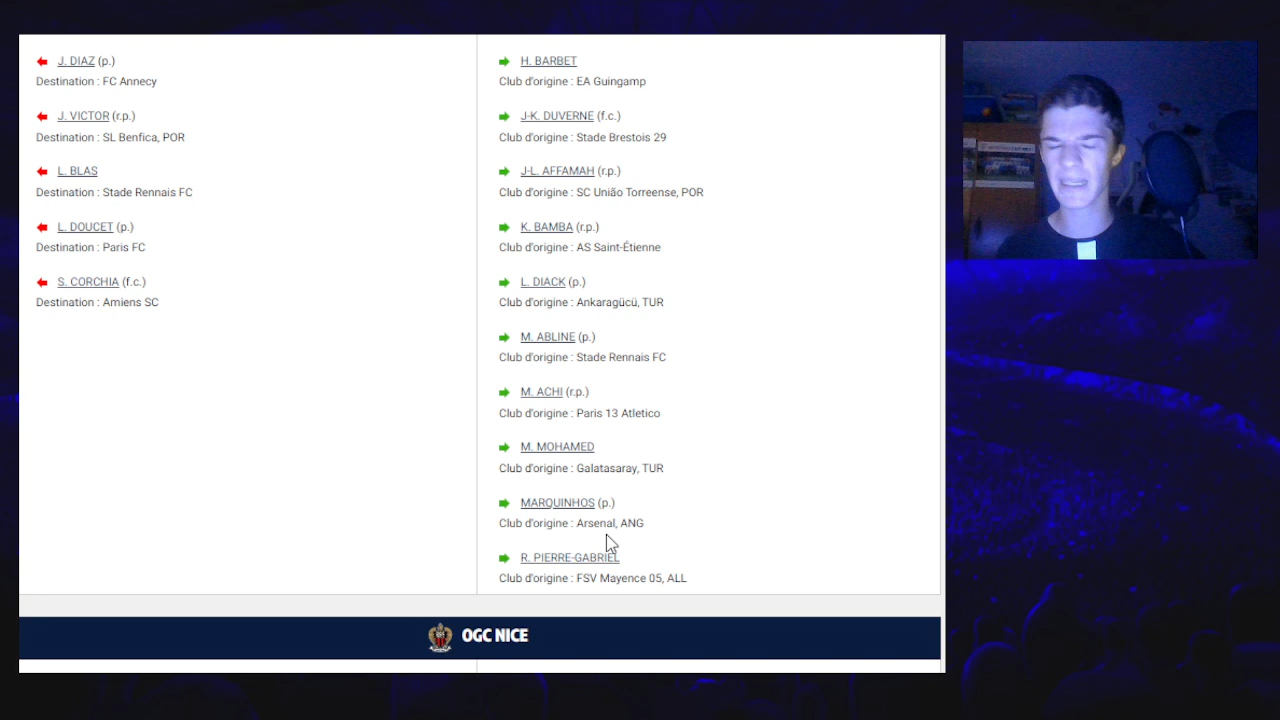 J. DIAZ (p.)
Destination : FC Annecy
J. VICTOR (r.p.)
Destination : SL Benfica, POR
L. BLAS
Destination : Stade Rennais FC
L. DOUCET (p.)
Destination : Paris FC
S. CORCHIA (f.c.)
Destination : Amiens SC
H. BARBET
Club d'origine : EA Guingamp
J-K. DUVERNE (f.c.)
Club d'origine : Stade Brestois 29
J-L. AFFAMAH (r.p.)
Club d'origine : SC União Torreense, POR
K. BAMBA (r.p.)
Club d'origine : AS Saint-Étienne
L. DIACK (p.)
Club d'origine : Ankaragücü, TUR
M. ABLINE (p.)
Club d'origine : Stade Rennais FC
M. ACHI (r.p.)
Club d'origine : Paris 13 Atletico
M. MOHAMED
Club d'origine : Galatasaray, TUR
MARQUINHOS (p.)
Club d'origine : Arsenal, ANG
R. PIERRE-GABRIEL
Club d'origine : FSV Mayence 05, ALL
OGC NICE